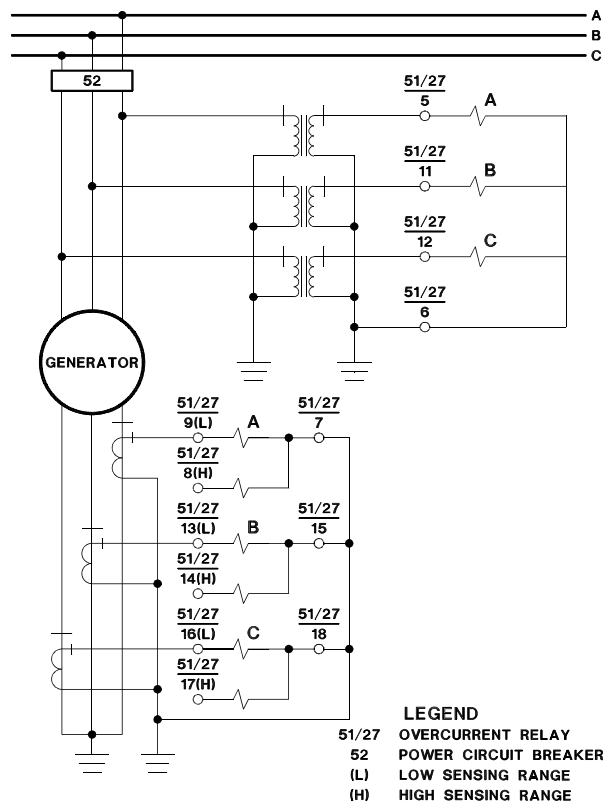 A
B
C
52
51/27
5
A
51/27
11
B
51/27
12
C
51/27
6
GENERATOR
51/27
9(L)
A
51/27
7
51/27
8(H)
51/27
13(L)
B
51/27
15
51/27
14(H)
51/27
16(L)
C
51/27
18
51/27
17(H)
LEGEND
51/27 OVERCURRENT RELAY
52 POWER CIRCUIT BREAKER
(L) LOW SENSING RANGE
(H) HIGH SENSING RANGE